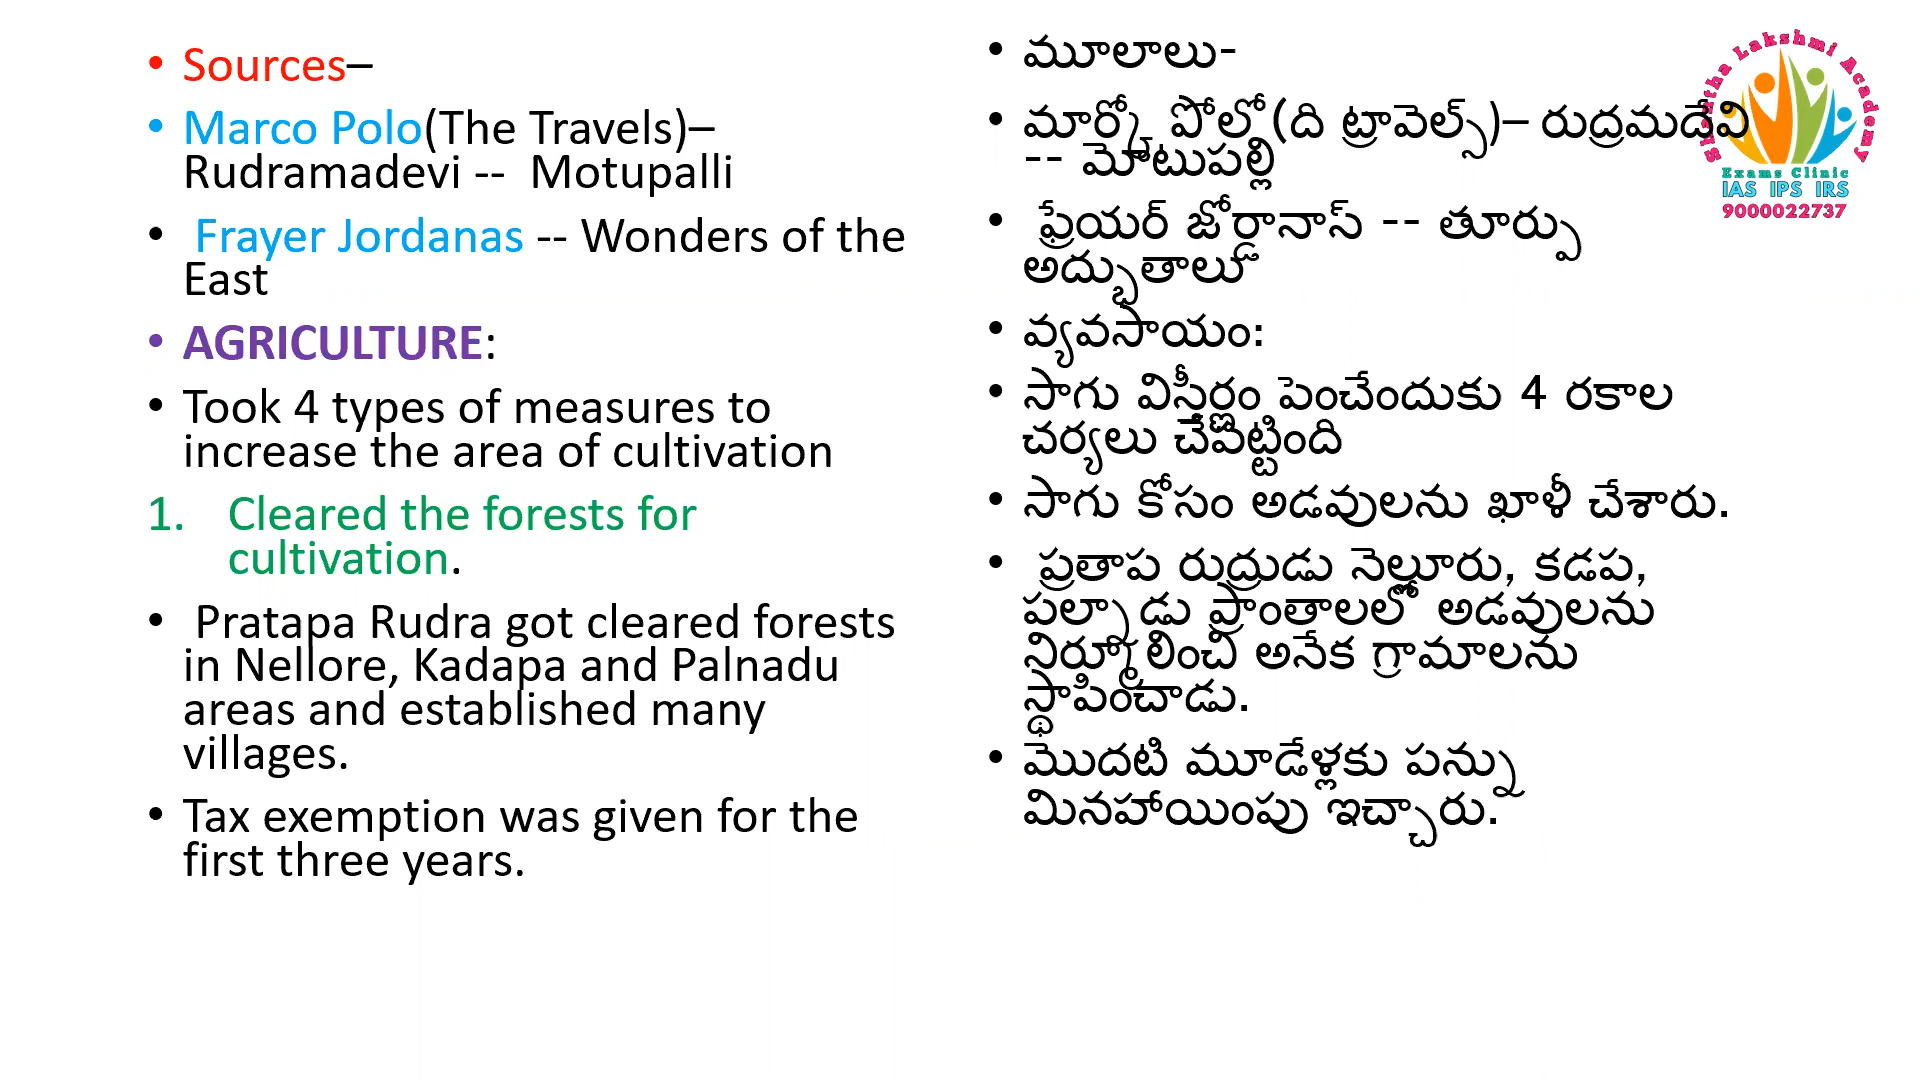 • Sources–
• Marco Polo(The Travels)–
Rudramadevi -- Motupalli
• Frayer Jordanas -- Wonders of the
East
• AGRICULTURE:
• Took 4 types of measures to
increase the area of cultivation
1. Cleared the forests for
cultivation.
• Pratapa Rudra got cleared forests
in Nellore, Kadapa and Palnadu
areas and established many
villages.
• Tax exemption was given for the
first three years.
• మూలాలు-
• మార్కో పోలో(ది ట్రావెల్స్)– రుద్రమదేవి
-- మోటుపల్లి
• ఫ్రేయర్ జోర్డానాస్ -- తూర్పు
అద్భుతాలు
• వ్యవసాయం:
• సాగు విస్తీర్ణం పెంచేందుకు 4 రకాల
చర్యలు చేపట్టింది
• సాగు కోసం అడవులను ఖాళీ చేశారు.
• ప్రతాప రుద్రుడు నెల్లూరు, కడప,
పల్నాడు ప్రాంతాలలో అడవులను
నిర్మూలించి అనేక గ్రామాలను
స్థాపించాడు.
• మొదటి మూడేళ్లకు పన్ను
మినహాయింపు ఇచ్చారు.
Lakshmi Academy
Exams Clinic
IAS IPS IRS
9000022737